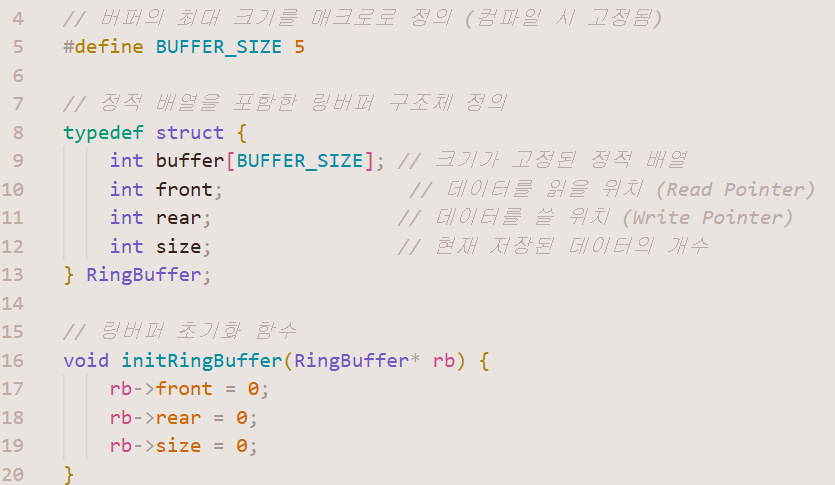 4 // 버퍼의 최대 크기를 매크로로 정의 (컴파일 시 고정됨)
5 #define BUFFER_SIZE 5
6
7 // 정적 배열을 포함한 링버퍼 구조체 정의
8 typedef struct {
9 int buffer[BUFFER_SIZE]; // 크기가 고정된 정적 배열
10 int front; // 데이터를 읽을 위치 (Read Pointer)
11 int rear; // 데이터를 쓸 위치 (Write Pointer)
12 int size; // 현재 저장된 데이터의 개수
13 } RingBuffer;
14
15 // 링버퍼 초기화 함수
16 void initRingBuffer(RingBuffer* rb) {
17 rb->front = 0;
18 rb->rear = 0;
19 rb->size = 0;
20 }